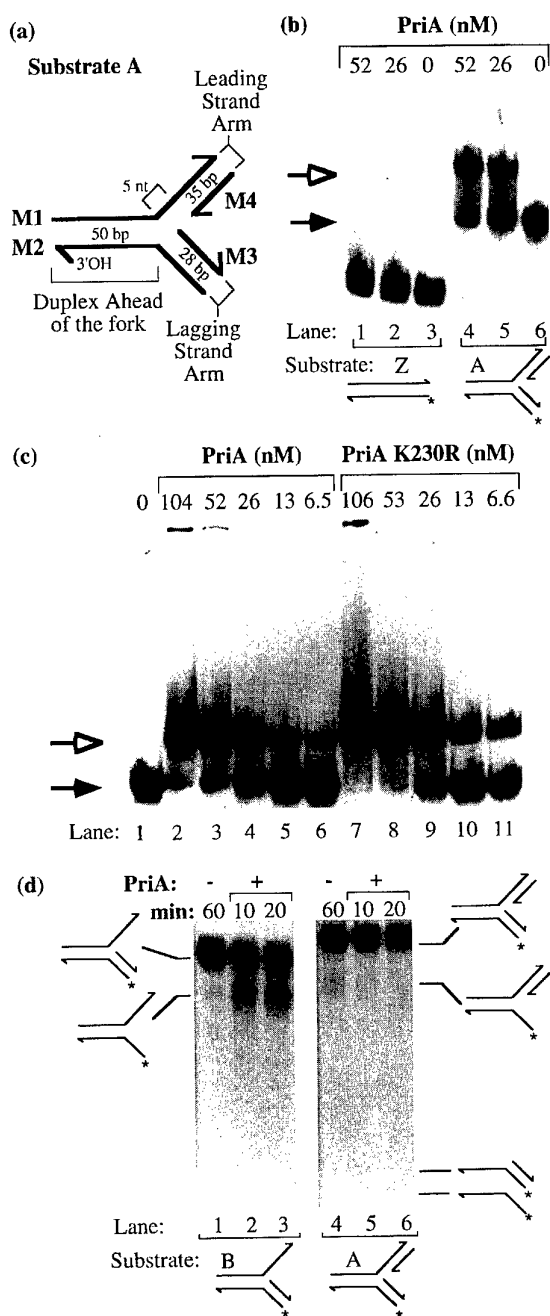 (a)
Substrate A
Leading
Strand
Arm
5 nt
35 bp
M1
M4
M2
50 bp
M3
3'OH
28 bp
Duplex Ahead
of the fork
Lagging
Strand
Arm
(b)
PriA (nM)
52 26 0 52 26 0
Lane: 1 2 3 4 5 6
Substrate: Z A
*
*
(c)
PriA (nM) PriA K230R (nM)
0 104 52 26 13 6.5 106 53 26 13 6.6
Lane: 1 2 3 4 5 6 7 8 9 10 11
(d)
PriA: - + - +
min: 60 10 20 60 10 20
*
*
*
*
*
*
Lane: 1 2 3 4 5 6
Substrate: B A
*
*